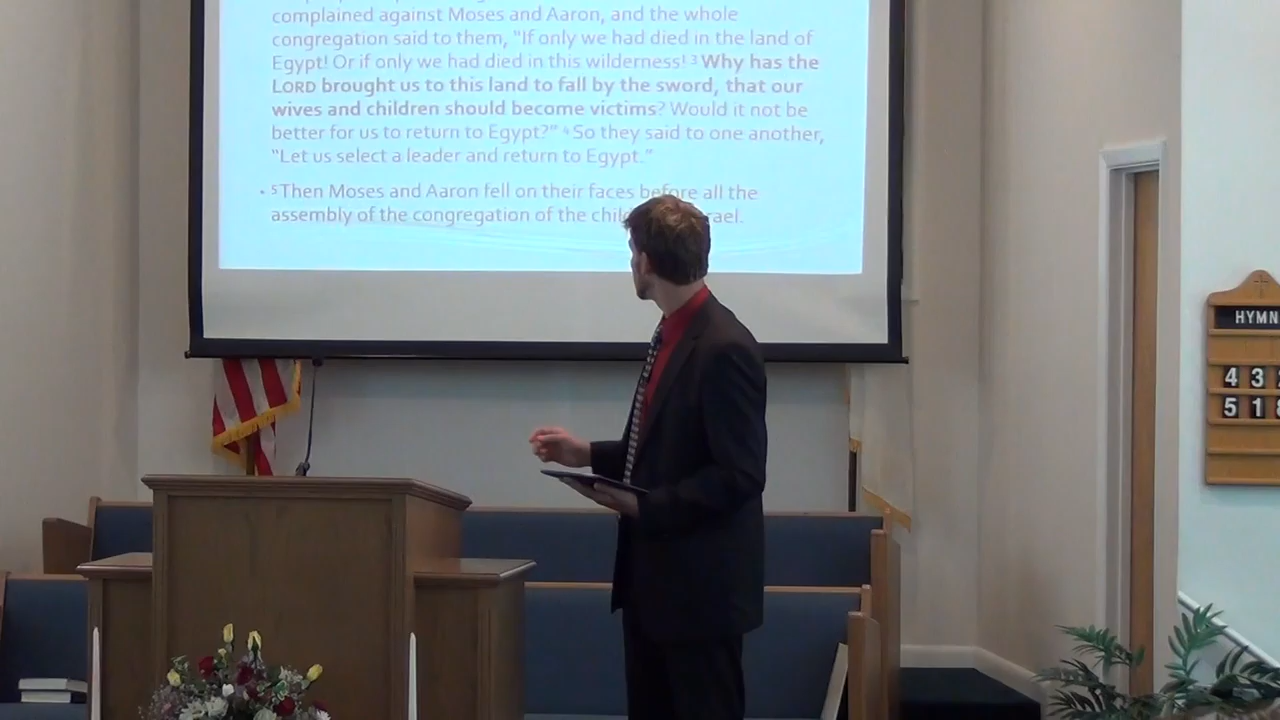 complained against Moses and Aaron, and the whole
congregation said to them, “If only we had died in the land of
Egypt! Or if only we had died in this wilderness! 3 Why has the
LORD brought us to this land to fall by the sword, that our
wives and children should become victims? Would it not be
better for us to return to Egypt?” 4 So they said to one another,
“Let us select a leader and return to Egypt.”
• 5 Then Moses and Aaron fell on their faces before all the
assembly of the congregation of the
HYMN
43
51